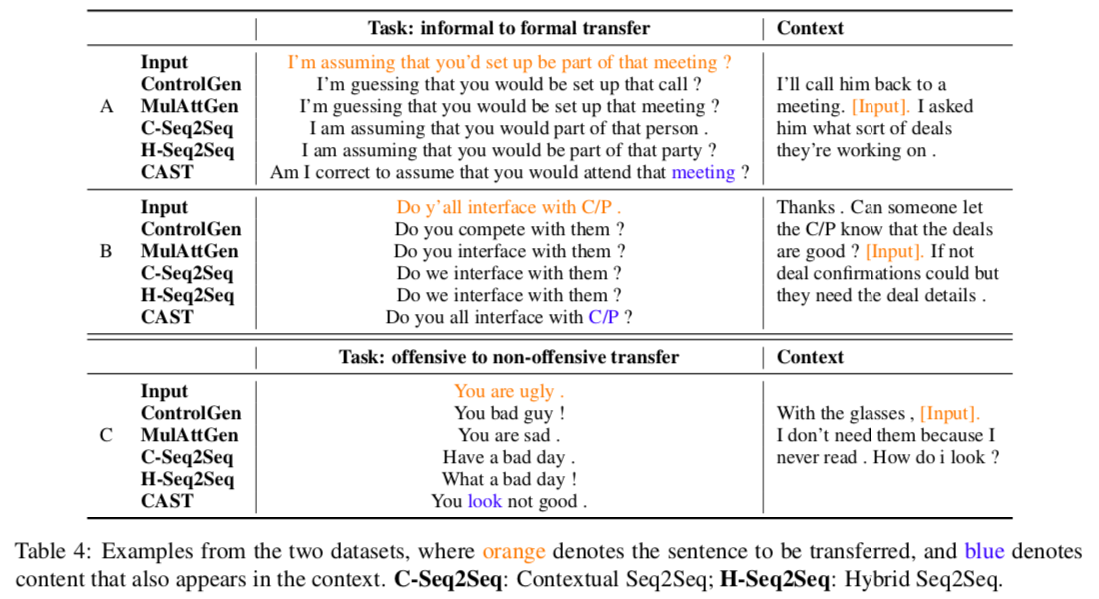 Task: informal to formal transfer Context
Input I'm assuming that you'd set up be part of that meeting ?
ControlGen I'm guessing that you would be set up that call ? I'll call him back to a
A MulAttGen I'm guessing that you would be set up that meeting ? meeting. [Input]. I asked
C-Seq2Seq I am assuming that you would part of that person . him what sort of deals
H-Seq2Seq I am assuming that you would be part of that party ? they're working on .
CAST Am I correct to assume that you would attend that meeting ?
Input Do y'all interface with C/P . Thanks . Can someone let
ControlGen Do you compete with them ? the C/P know that the deals
B MulAttGen Do you interface with them ? are good ? [Input]. If not
C-Seq2Seq Do we interface with them ? deal confirmations could but
H-Seq2Seq Do we interface with them ? they need the deal details .
CAST Do you all interface with C/P ?
Task: offensive to non-offensive transfer Context
Input You are ugly .
ControlGen You bad guy ! With the glasses , [Input].
C MulAttGen You are sad . I don't need them because I
C-Seq2Seq Have a bad day . never read . How do i look ?
H-Seq2Seq What a bad day !
CAST You look not good .
Table 4: Examples from the two datasets, where orange denotes the sentence to be transferred, and blue denotes
content that also appears in the context. C-Seq2Seq: Contextual Seq2Seq; H-Seq2Seq: Hybrid Seq2Seq.